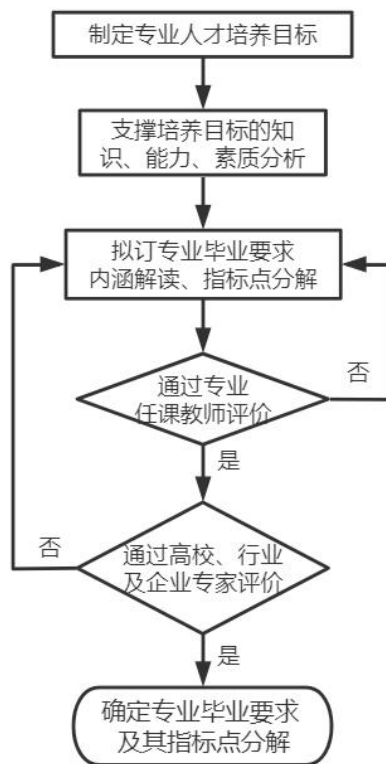 制定专业人才培养目标
支撑培养目标的知
识、能力、素质分析
拟订专业毕业要求
内涵解读、指标点分解
通过专业
任课教师评价
否
是
否
通过高校、行业
及企业专家评价
是
确定专业毕业要求
及其指标点分解